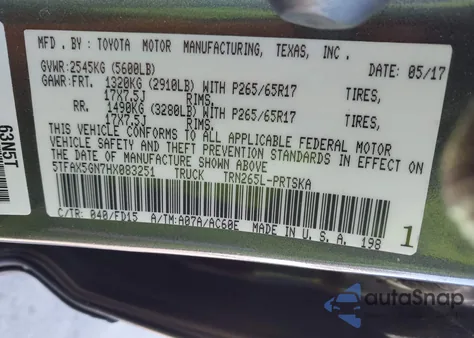 MFD. BY: TOYOTA MOTOR MANUFACTURING, TEXAS, INC.
GVWR: 2545KG (5600LB) DATE: 05/17
GAWR: FRT. 1320KG (2910LB) WITH P265/65R17 TIRES,
17X7.5J RIMS,
RR. 1490KG (3280LB) WITH P265/65R17 TIRES,
17X7.5J RIMS.
THIS VEHICLE CONFORMS TO ALL APPLICABLE FEDERAL MOTOR
VEHICLE SAFETY AND THEFT PREVENTION STANDARDS IN EFFECT
ON THE DATE OF MANUFACTURE SHOWN ABOVE.
5TFAX5GN7HX083251 TRUCK TRN265L-PRTSKA
C/TR: 040/FD15 A/TM: A07A/AC60E MADE IN U.S.A. 198 1
63N5T
autoSnap